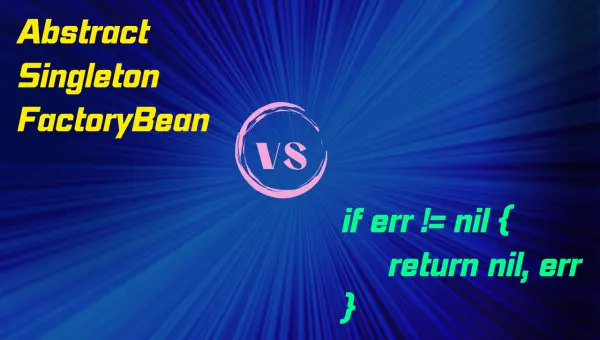 Abstract
Singleton
FactoryBean
VS
if err != nil {
return nil, err
}